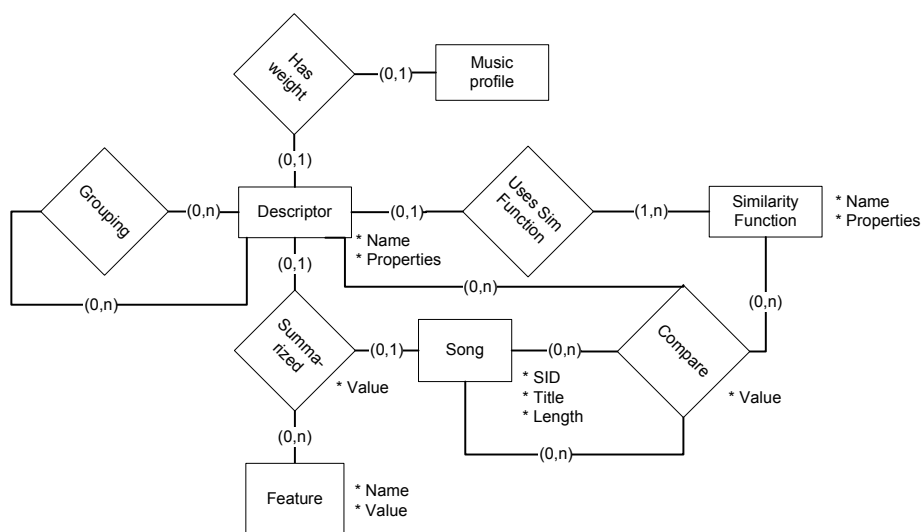 Has
weight
(0,1)
Music
profile
(0,1)
Grouping
(0,n)
Descriptor
(0,1)
Uses Sim
Function
(1,n)
Similarity
Function
* Name
* Properties
* Name
* Properties
(0,1)
(0,n)
(0,n)
(0,n)
Summa-
rized
(0,1)
Song
(0,n)
Compare
* Value
* SID
* Title
* Length
* Value
(0,n)
(0,n)
Feature
* Name
* Value